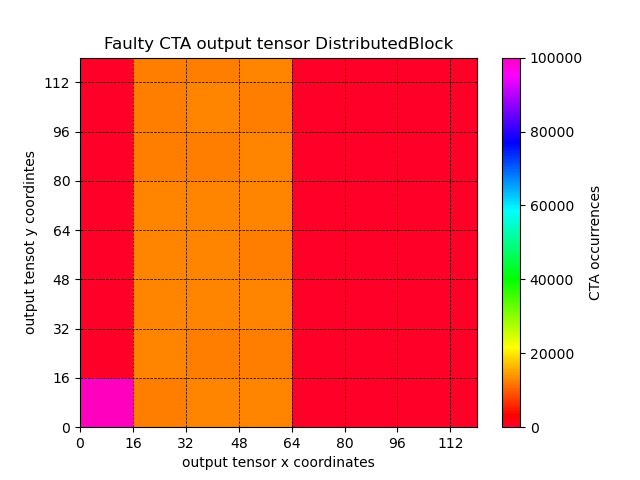 Faulty CTA output tensor DistributedBlock
112
96
80
64
48
32
16
0
output tensot y coordintes
0 16 32 48 64 80 96 112
output tensor x coordinates
100000
80000
60000
40000
20000
0
CTA occurrences